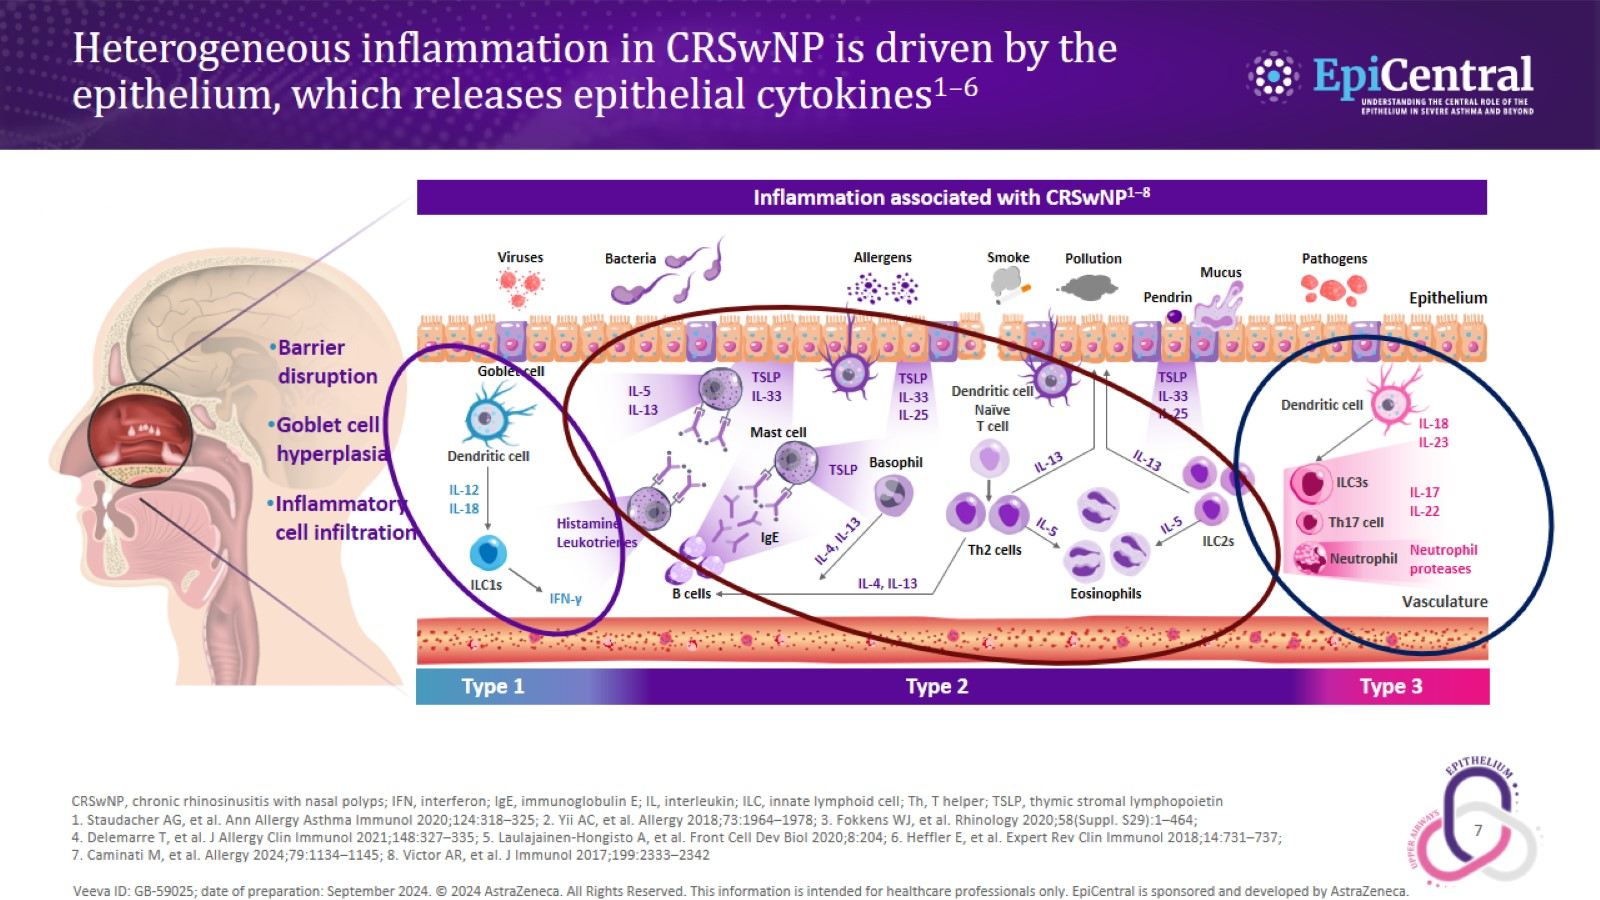 Heterogeneous inflammation in CRSwNP is driven by the
epithelium, which releases epithelial cytokines1–6
EpiCentral
UNDERSTANDING THE CENTRAL ROLE OF THE
EPITHELIUM IN SEVERE ASTHMA AND BEYOND
Inflammation associated with CRSwNP1–8
Viruses
Bacteria
Allergens
Smoke
Pollution
Mucus
Pendrin
Pathogens
Epithelium
•Barrier
disruption
•Goblet cell
hyperplasia
•Inflammatory
cell infiltration
Goblet cell
Dendritic cell
IL-12
IL-18
ILC1s
IFN-γ
IL-5
IL-13
TSLP
IL-33
Mast cell
TSLP
Histamine
Leukotrienes
IgE
B cells
TSLP
IL-33
IL-25
Basophil
IL-4, IL-13
IL-4, IL-13
Dendritic cell
Naïve
T cell
IL-13
IL-13
Th2 cells
IL-5
IL-5
Eosinophils
TSLP
IL-33
IL-25
ILC2s
Dendritic cell
IL-18
IL-23
ILC3s
Th17 cell
IL-17
IL-22
Neutrophil
Neutrophil
proteases
Vasculature
Type 1
Type 2
Type 3
CRSwNP, chronic rhinosinusitis with nasal polyps; IFN, interferon; IgE, immunoglobulin E; IL, interleukin; ILC, innate lymphoid cell; Th, T helper; TSLP, thymic stromal lymphopoietin
1. Staudacher AG, et al. Ann Allergy Asthma Immunol 2020;124:318–325; 2. Yii AC, et al. Allergy 2018;73:1964–1978; 3. Fokkens WJ, et al. Rhinology 2020;58(Suppl. S29):1–464;
4. Delemarre T, et al. J Allergy Clin Immunol 2021;148:327–335; 5. Laulajainen-Hongisto A, et al. Front Cell Dev Biol 2020;8:204; 6. Heffler E, et al. Expert Rev Clin Immunol 2018;14:731–737;
7. Caminati M, et al. Allergy 2024;79:1134–1145; 8. Victor AR, et al. J Immunol 2017;199:2333–2342
Veeva ID: GB-59025; date of preparation: September 2024. © 2024 AstraZeneca. All Rights Reserved. This information is intended for healthcare professionals only. EpiCentral is sponsored and developed by AstraZeneca.
EPITHELIUM
UPPER AIRWAYS
7